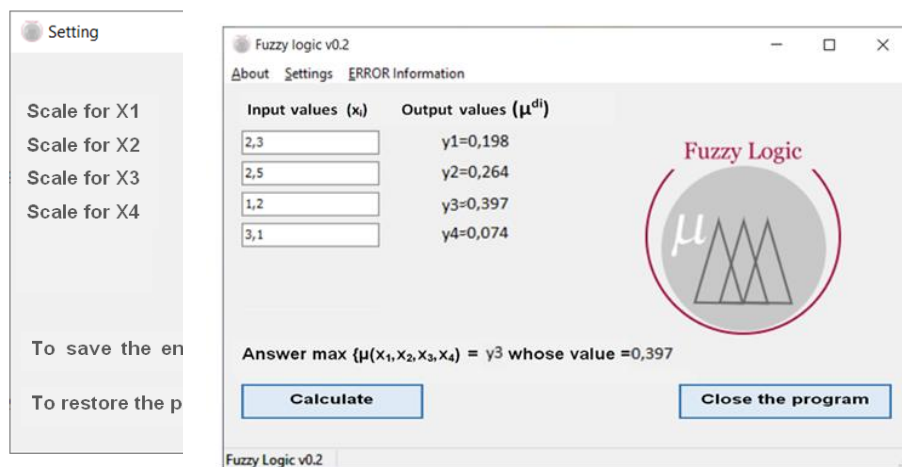 Setting
Scale for X1
Scale for X2
Scale for X3
Scale for X4
To save the en
To restore the p
Fuzzy logic v0.2
About Settings ERROR Information
Input values (xᵢ) Output values (μᵈⁱ)
2,3 y1=0,198
2,5 y2=0,264
1,2 y3=0,397
3,1 y4=0,074
Fuzzy Logic
μ
Answer max {μ(x₁,x₂,x₃,x₄) = y3 whose value =0,397
Calculate Close the program
Fuzzy Logic v0.2